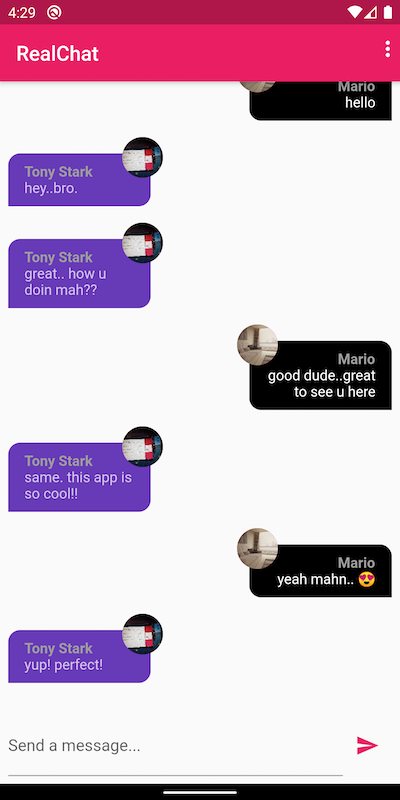 4:29
RealChat
Mario
hello
Tony Stark
hey..bro.
Tony Stark
great.. how u
doin mah??
Mario
good dude..great
to see u here
Tony Stark
same. this app is
so cool!!
Mario
yeah mahn.. 😍
Tony Stark
yup! perfect!
Send a message...